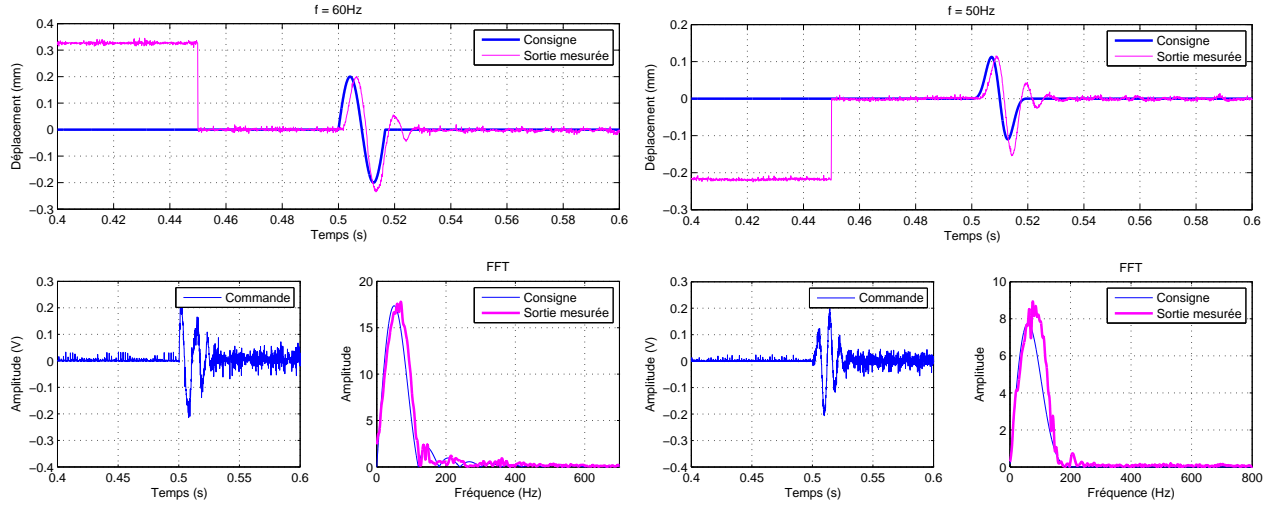 f = 60Hz
0.4
0.3
0.2
0.1
0
−0.1
−0.2
−0.3
Déplacement (mm)
Consigne
Sortie mesurée
0.4 0.42 0.44 0.46 0.48 0.5 0.52 0.54 0.56 0.58 0.6
Temps (s)
f = 50Hz
0.2
0.1
0
−0.1
−0.2
−0.3
Déplacement (mm)
Consigne
Sortie mesurée
0.4 0.42 0.44 0.46 0.48 0.5 0.52 0.54 0.56 0.58 0.6
Temps (s)
0.3
0.2
0.1
0
−0.1
−0.2
−0.3
−0.4
Amplitude (V)
Commande
0.4 0.45 0.5 0.55 0.6
Temps (s)
FFT
20
15
10
5
0
Amplitude
Consigne
Sortie mesurée
0 200 400 600
Fréquence (Hz)
0.3
0.2
0.1
0
−0.1
−0.2
−0.3
−0.4
Amplitude (V)
Commande
0.4 0.45 0.5 0.55 0.6
Temps (s)
FFT
10
8
6
4
2
0
Amplitude
Consigne
Sortie mesurée
0 200 400 600 800
Fréquence (Hz)